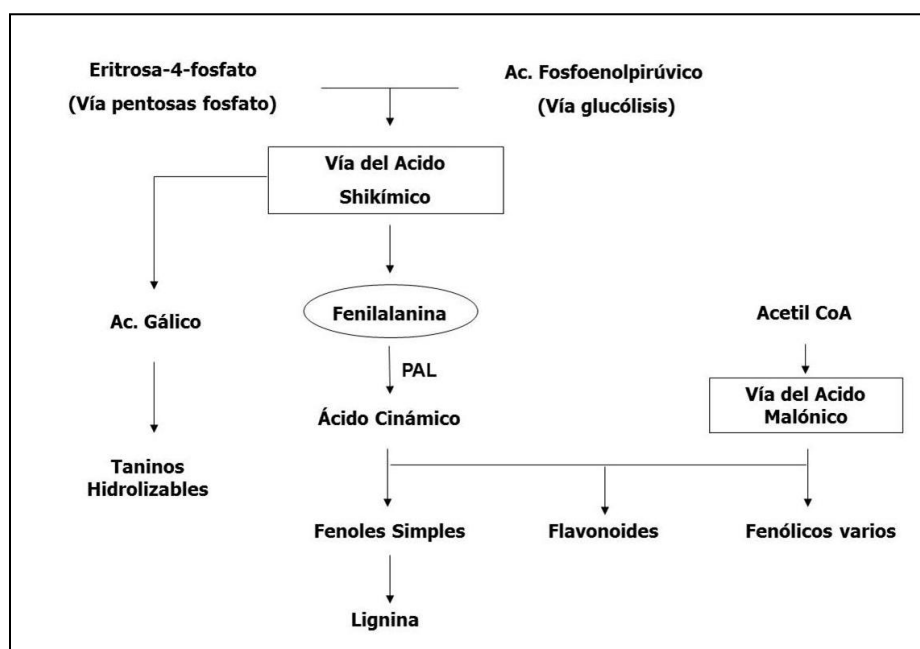 Eritrosa-4-fosfato
(Vía pentosas fosfato)
Ac. Fosfoenolpirúvico
(Vía glucólisis)
Vía del Acido
Shikímico
Ac. Gálico
Fenilalanina
Acetil CoA
PAL
Vía del Acido
Malónico
Ácido Cinámico
Taninos
Hidrolizables
Fenoles Simples
Flavonoides
Fenólicos varios
Lignina